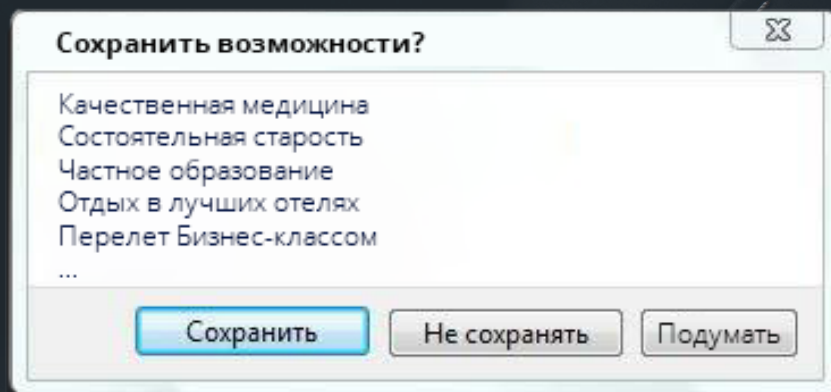 Сохранить возможности?
Качественная медицина
Состоятельная старость
Частное образование
Отдых в лучших отелях
Перелет Бизнес-классом
...
Сохранить
Не сохранять
Подумать